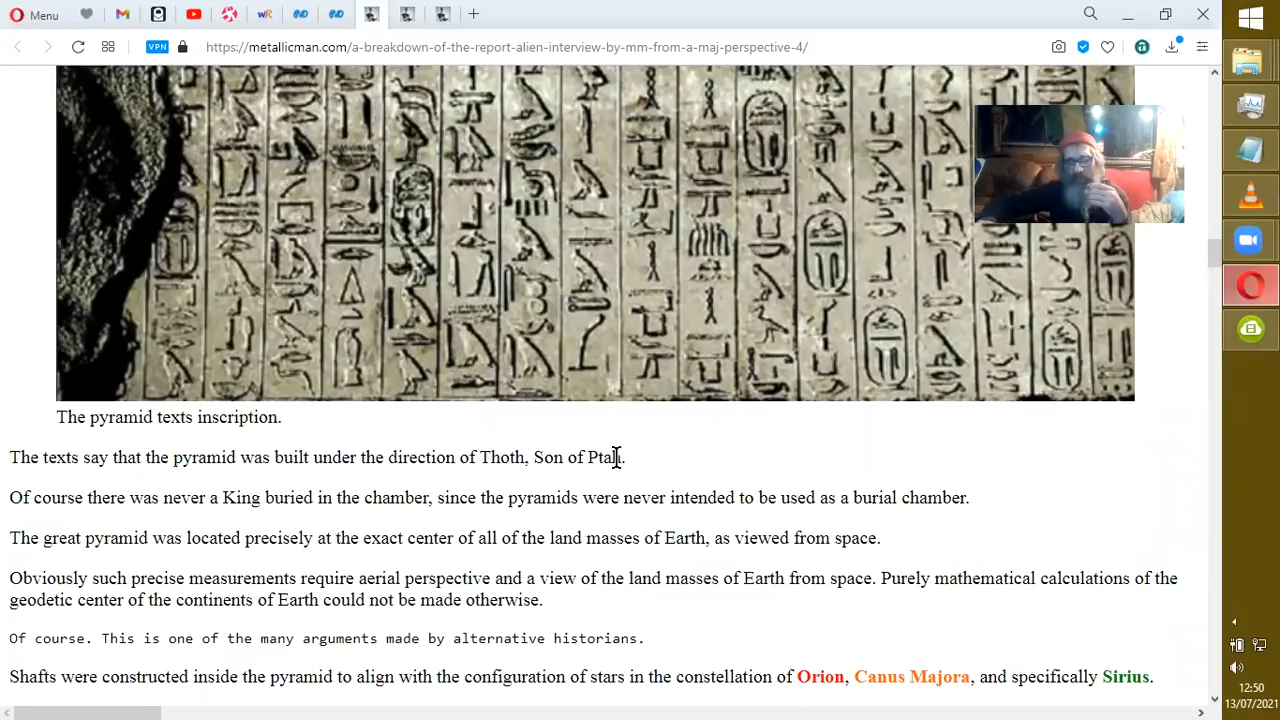 Menu
VPN
https://metallicman.com/a-breakdown-of-the-report-alien-interview-by-mm-from-a-maj-perspective-4/
The pyramid texts inscription.
The texts say that the pyramid was built under the direction of Thoth, Son of Ptah.
Of course there was never a King buried in the chamber, since the pyramids were never intended to be used as a burial chamber.
The great pyramid was located precisely at the exact center of all of the land masses of Earth, as viewed from space.
Obviously such precise measurements require aerial perspective and a view of the land masses of Earth from space. Purely mathematical calculations of the
geodetic center of the continents of Earth could not be made otherwise.
Of course. This is one of the many arguments made by alternative historians.
Shafts were constructed inside the pyramid to align with the configuration of stars in the constellation of Orion, Canus Majora, and specifically Sirius.
12:50
13/07/2021